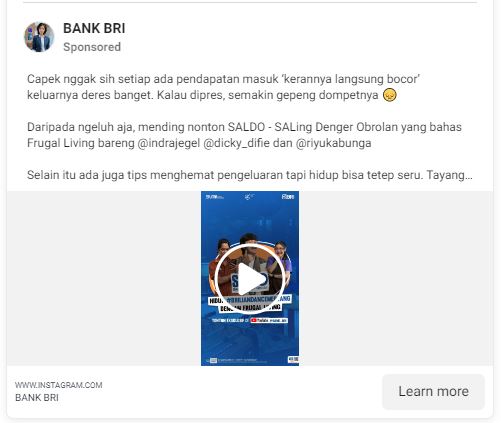 BANK BRI
Sponsored
Capek nggak sih setiap ada pendapatan masuk ‘kerannya langsung bocor’
keluarnya deres banget. Kalau dipres, semakin gepeng dompetnya 😞
Daripada ngeluh aja, mending nonton SALDO - SALing Denger Obrolan yang bahas
Frugal Living bareng @indrajegel @dicky_difie dan @riyukabunga
Selain itu ada juga tips menghemat pengeluaran tapi hidup bisa tetep seru. Tayang...
HIDUP #BRILIANDANCEMERLANG
DENGAN FRUGAL LIVING
WWW.INSTAGRAM.COM
BANK BRI
Learn more